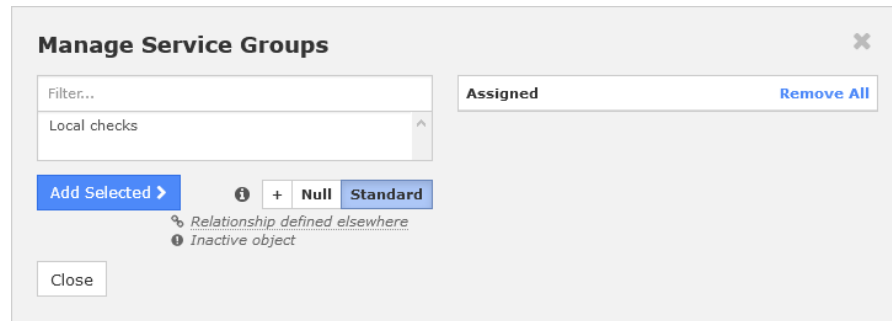 Manage Service Groups
Filter...
Local checks
Assigned
Remove All
Add Selected
+ Null Standard
Relationship defined elsewhere
Inactive object
Close